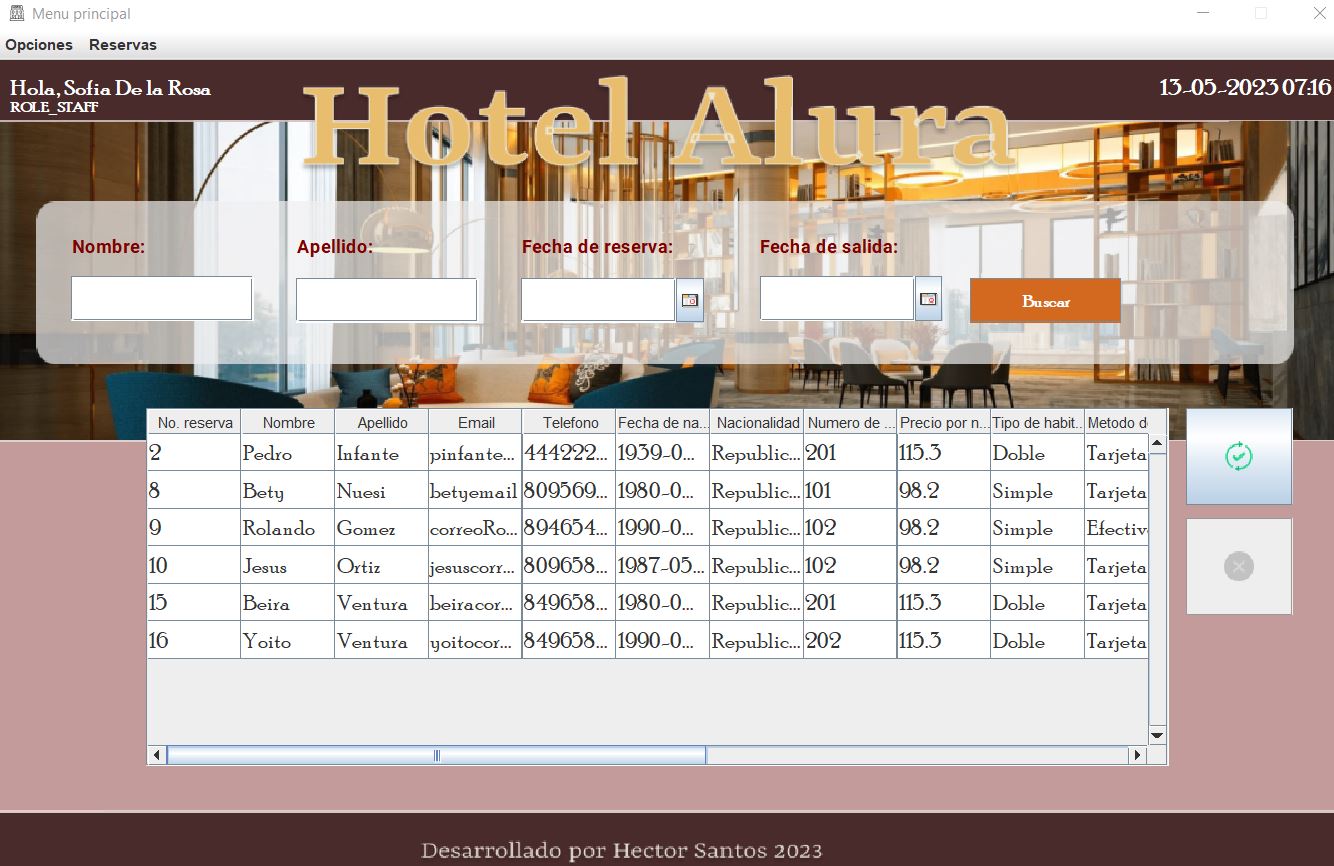 Menu principal
Opciones Reservas
Hola, Sofia De la Rosa
ROLE_STAFF
Hotel Alura
13-05-2023 07:16
Nombre: Apellido: Fecha de reserva: Fecha de salida:
Buscar
No. reserva Nombre Apellido Email Telefono Fecha de na... Nacionalidad Numero de ... Precio por n... Tipo de habit... Metodo d
2 Pedro Infante pinfante... 444222... 1939-0... Republic... 201 115.3 Doble Tarjeta
8 Bety Nuesi betyemail 809569... 1980-0... Republic... 101 98.2 Simple Tarjeta
9 Rolando Gomez correoRo... 894654... 1990-0... Republic... 102 98.2 Simple Efectiv
10 Jesus Ortiz jesuscorr... 809658... 1987-05... Republic... 102 98.2 Simple Tarjeta
15 Beira Ventura beiracor... 849658... 1980-0... Republic... 201 115.3 Doble Tarjeta
16 Yoito Ventura yoitocor... 849658... 1990-0... Republic... 202 115.3 Doble Tarjeta
Desarrollado por Hector Santos 2023